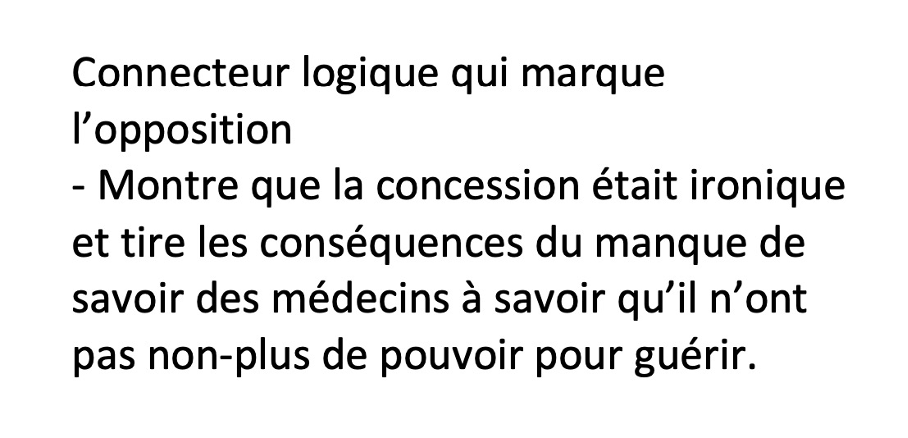 Connecteur logique qui marque
l’opposition
- Montre que la concession était ironique
et tire les conséquences du manque de
savoir des médecins à savoir qu’il n’ont
pas non-plus de pouvoir pour guérir.